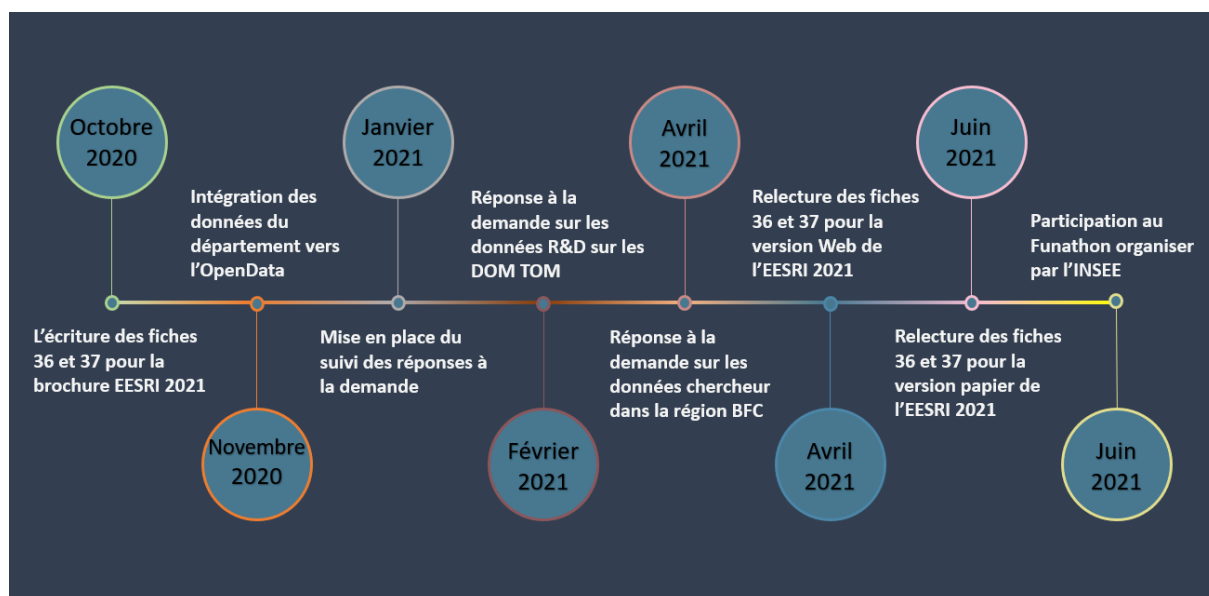 Octobre
2020
L'écriture des fiches
36 et 37 pour la
brochure EESRI 2021
Intégration des
données du
département vers
l'OpenData
Novembre
2020
Janvier
2021
Mise en place du
suivi des réponses à
la demande
Réponse à la
demande sur les
données R&D sur les
DOM TOM
Février
2021
Avril
2021
Réponse à la
demande sur les
données chercheur
dans la région BFC
Relecture des fiches
36 et 37 pour la
version Web de
l'EESRI 2021
Avril
2021
Juin
2021
Relecture des fiches
36 et 37 pour la
version papier de
l'EESRI 2021
Participation au
Funathon organiser
par l'INSEE
Juin
2021